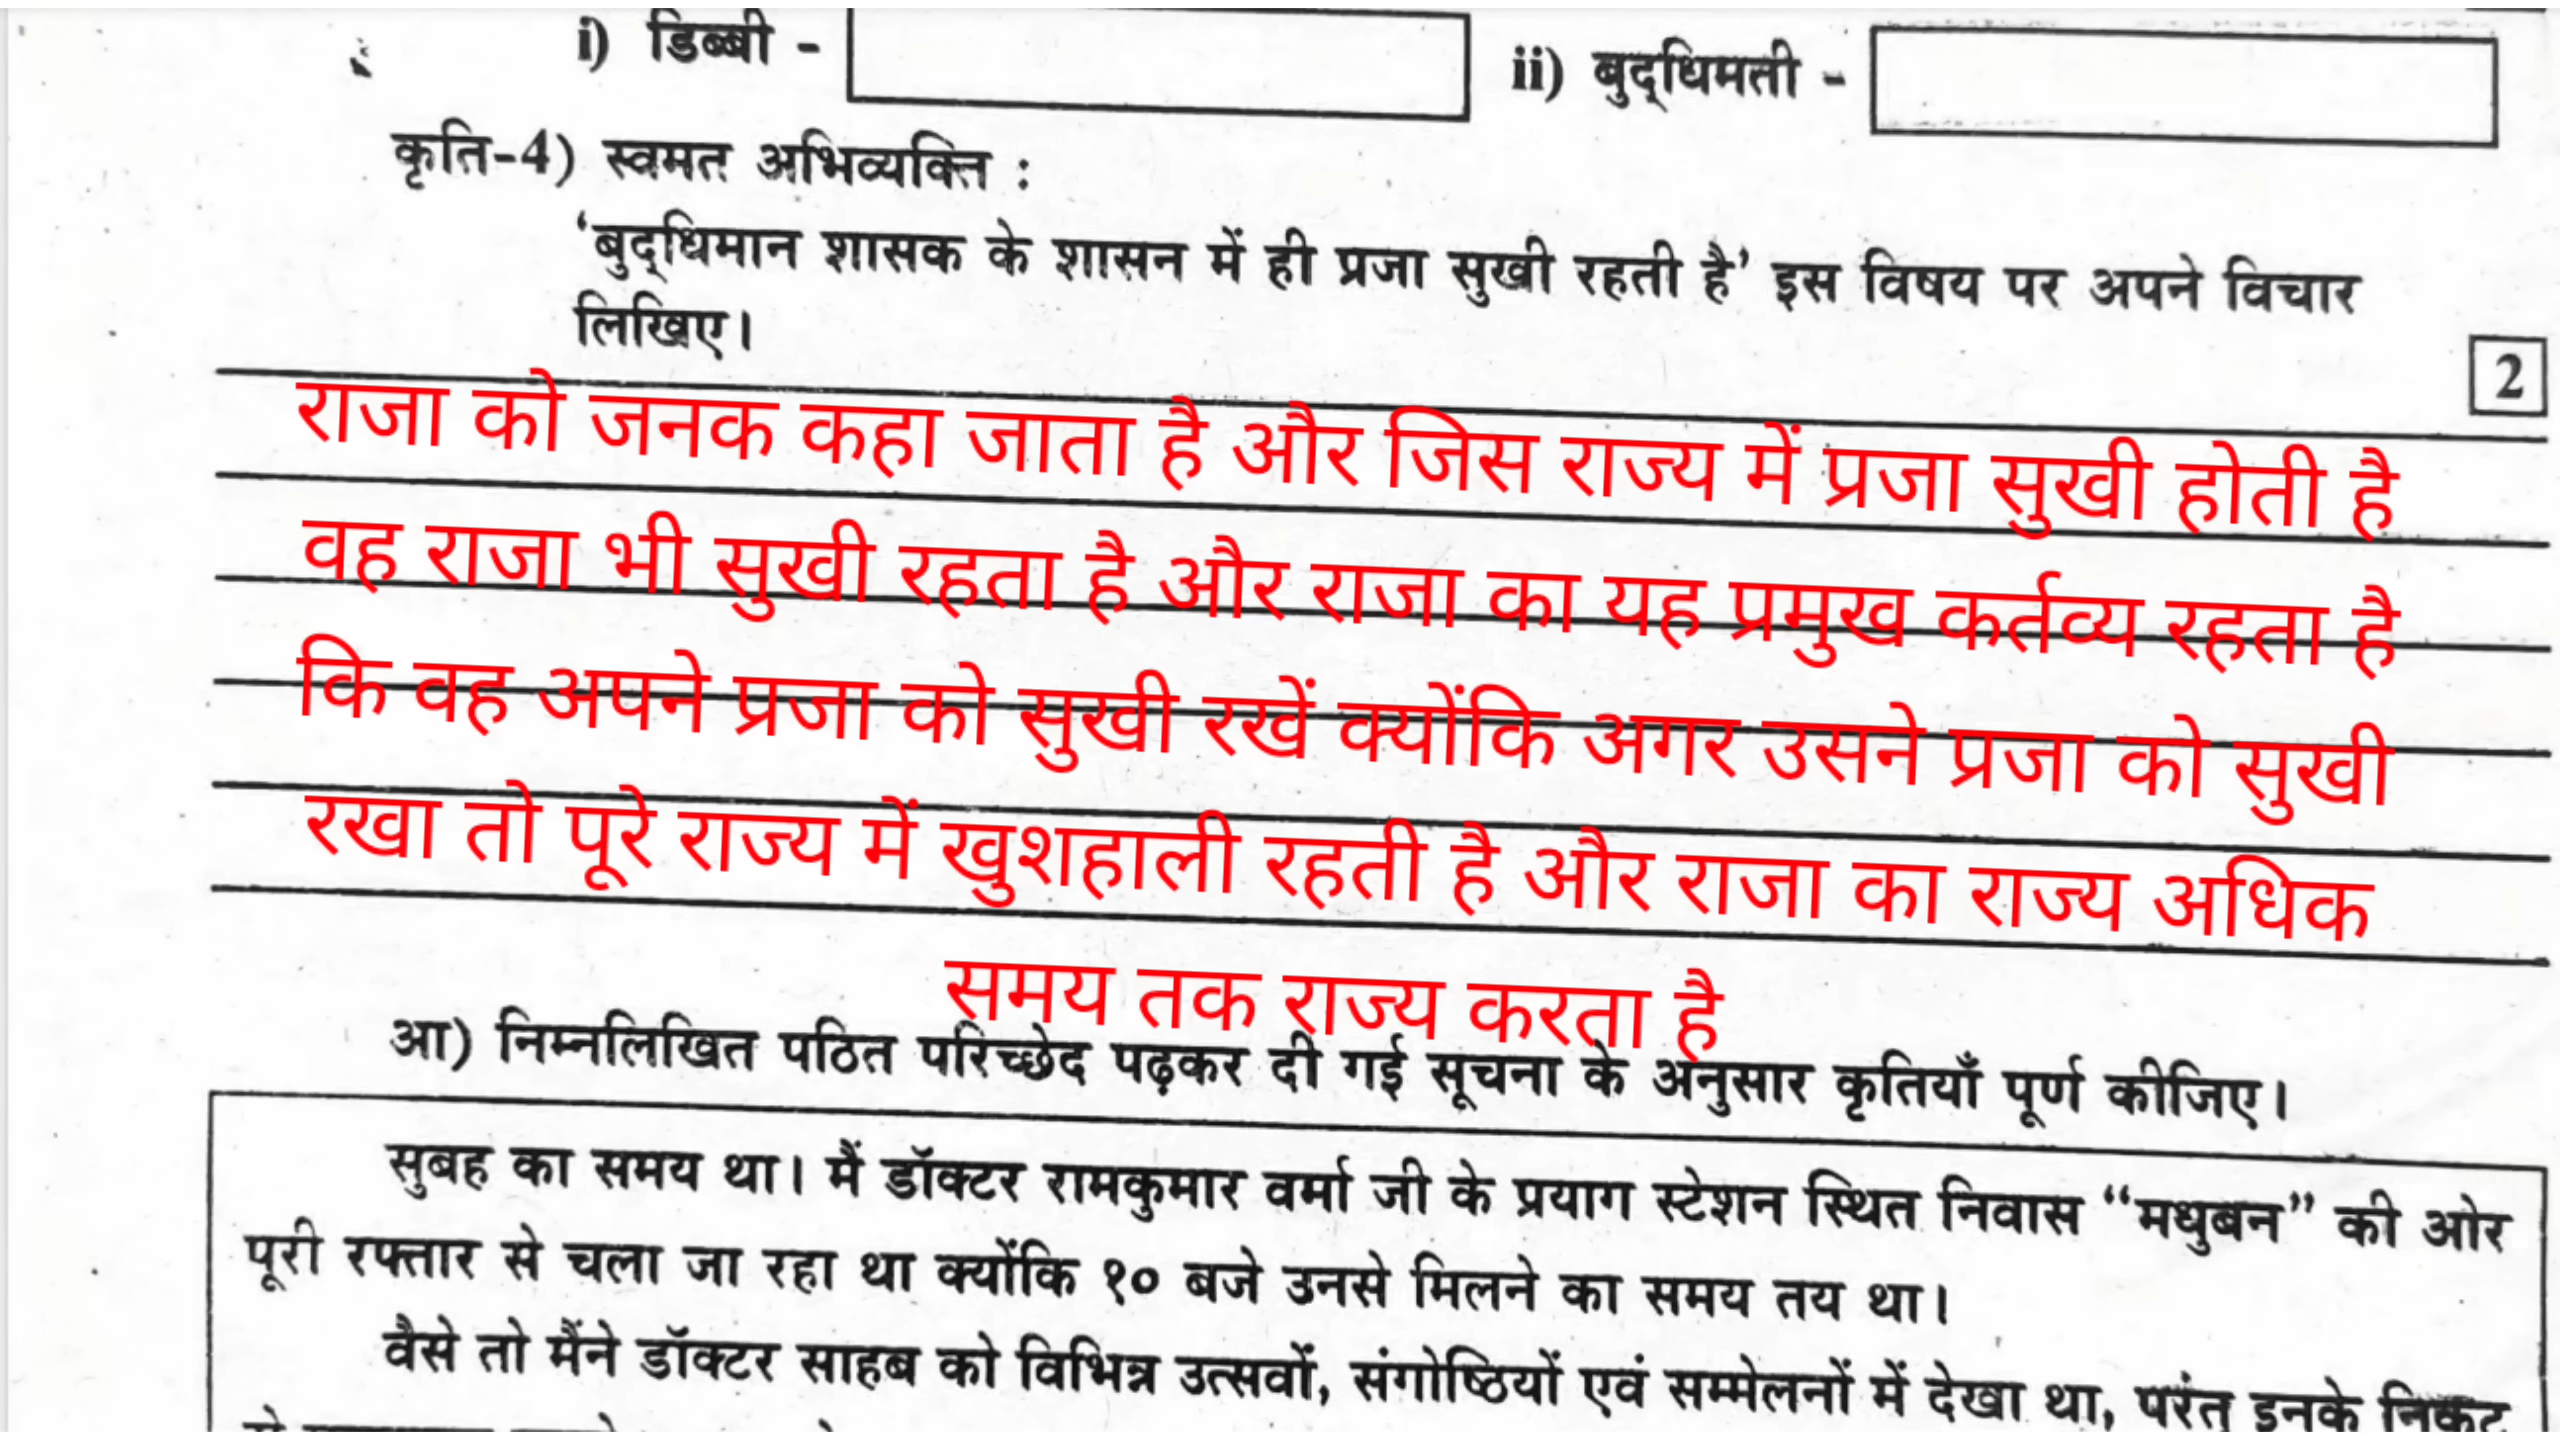 i) डिब्बी -
ii) बुद्धिमती -
कृति-4) स्वमत अभिव्यक्ति :
'बुद्धिमान शासक के शासन में ही प्रजा सुखी रहती है' इस विषय पर अपने विचार
लिखिए।
2
राजा को जनक कहा जाता है और जिस राज्य में प्रजा सुखी होती है
वह राजा भी सुखी रहता है और राजा का यह प्रमुख कर्तव्य रहता है
कि वह अपने प्रजा को सुखी रखें क्योंकि अगर उसने प्रजा को सुखी
रखा तो पूरे राज्य में खुशहाली रहती है और राजा का राज्य अधिक
समय तक राज्य करता है
आ) निम्नलिखित पठित परिच्छेद पढ़कर दी गई सूचना के अनुसार कृतियाँ पूर्ण कीजिए।
सुबह का समय था। मैं डॉक्टर रामकुमार वर्मा जी के प्रयाग स्टेशन स्थित निवास "मधुबन" की ओर
पूरी रफ्तार से चला जा रहा था क्योंकि १० बजे उनसे मिलने का समय तय था।
वैसे तो मैंने डॉक्टर साहब को विभिन्न उत्सवों, संगोष्ठियों एवं सम्मेलनों में देखा था, परंतु इनके निकट